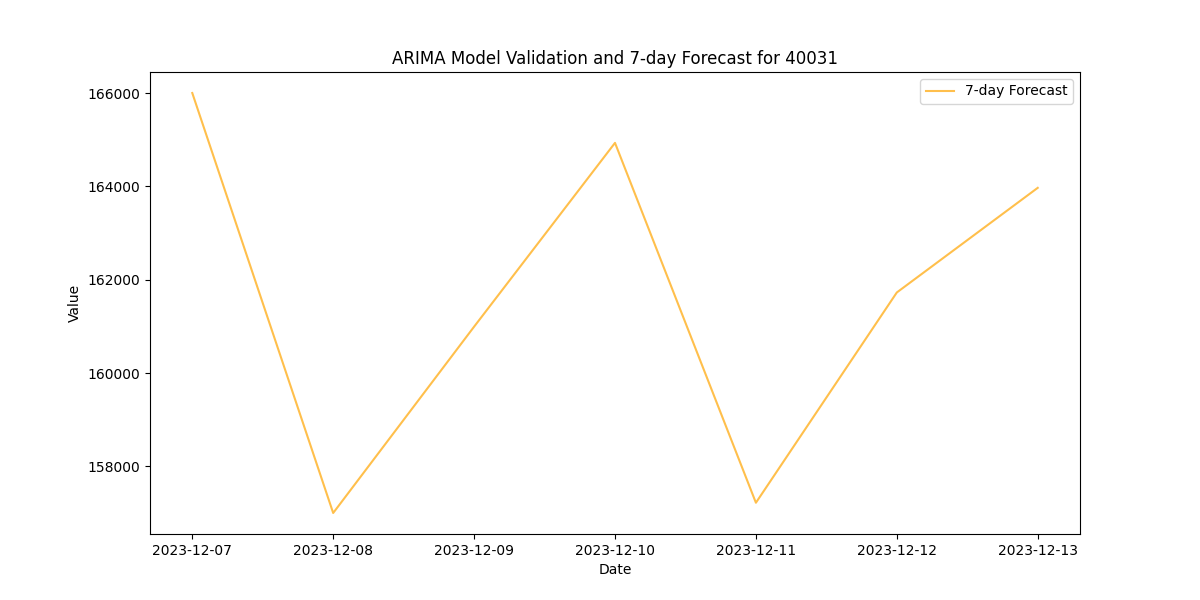 ARIMA Model Validation and 7-day Forecast for 40031
7-day Forecast
166000
164000
162000
160000
158000
Value
2023-12-07 2023-12-08 2023-12-09 2023-12-10 2023-12-11 2023-12-12 2023-12-13
Date